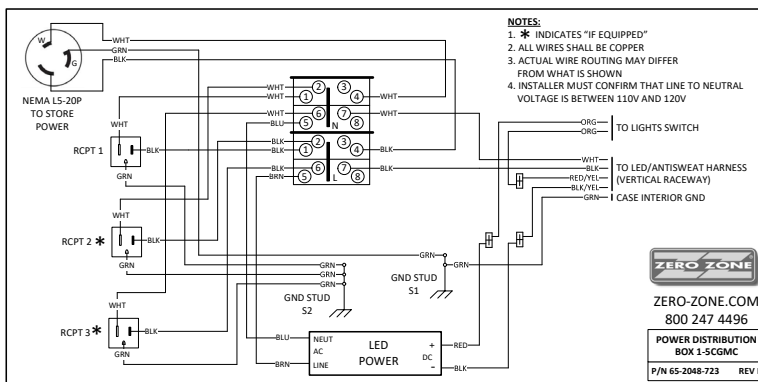 NOTES:
1. * INDICATES "IF EQUIPPED"
2. ALL WIRES SHALL BE COPPER
3. ACTUAL WIRE ROUTING MAY DIFFER
FROM WHAT IS SHOWN
4. INSTALLER MUST CONFIRM THAT LINE TO NEUTRAL
VOLTAGE IS BETWEEN 110V AND 120V
W
G
WHT
GRN
BLK
NEMA L5-20P
TO STORE
POWER
WHT
WHT
WHT
BLU
2
3
1
4
WHT
6
7
WHT
5
N
8
BLK
BLK
BLK
BRN
2
3
1
4
BLK
6
7
BLK
5
L
8
WHT
RCPT 1
BLK
GRN
WHT
RCPT 2 *
BLK
GRN
WHT
RCPT 3 *
BLK
GRN
ORG
ORG
TO LIGHTS SWITCH
WHT
BLK
RED/YEL
BLK/YEL
GRN
TO LED/ANTISWEAT HARNESS
(VERTICAL RACEWAY)
CASE INTERIOR GND
GRN
GRN
GRN
GND STUD
S2
GRN
GRN
GND STUD
S1
BLU
BRN
NEUT
AC
LINE
LED
POWER
+
DC
-
RED
BLK
ZERO ZONE
ZERO-ZONE.COM
800 247 4496
POWER DISTRIBUTION
BOX 1-5CGMC
P/N 65-2048-723 REV